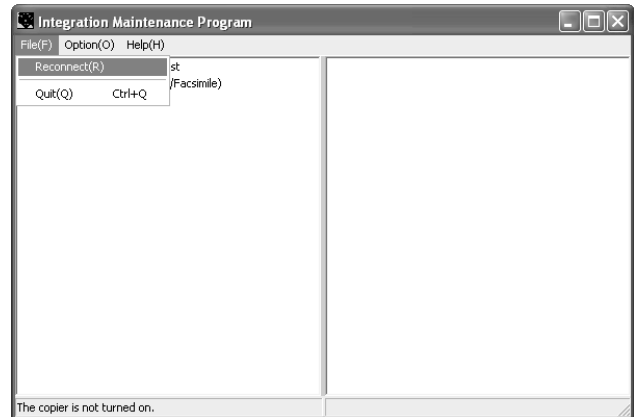 Integration Maintenance Program
File(F) Option(O) Help(H)
Reconnect(R) st
/Facsimile)
Quit(Q) Ctrl+Q
The copier is not turned on.